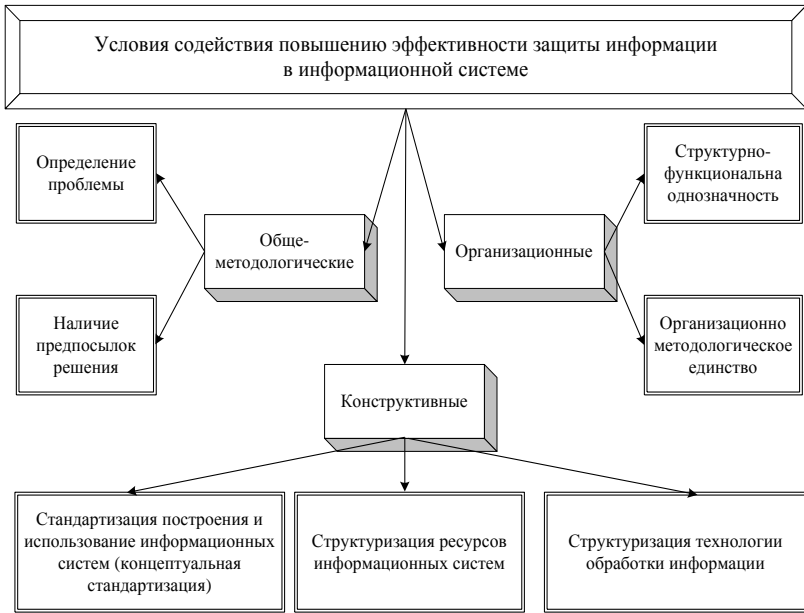 Условия содействия повышению эффективности защиты информации
в информационной системе
Определение
проблемы
Структурно-
функциональна
однозначность
Обще-
методологические
Организационные
Наличие
предпосылок
решения
Организационно
методологическое
единство
Конструктивные
Стандартизация построения и
использование информационных
систем (концептуальная
стандартизация)
Структуризация ресурсов
информационных систем
Структуризация технологии
обработки информации